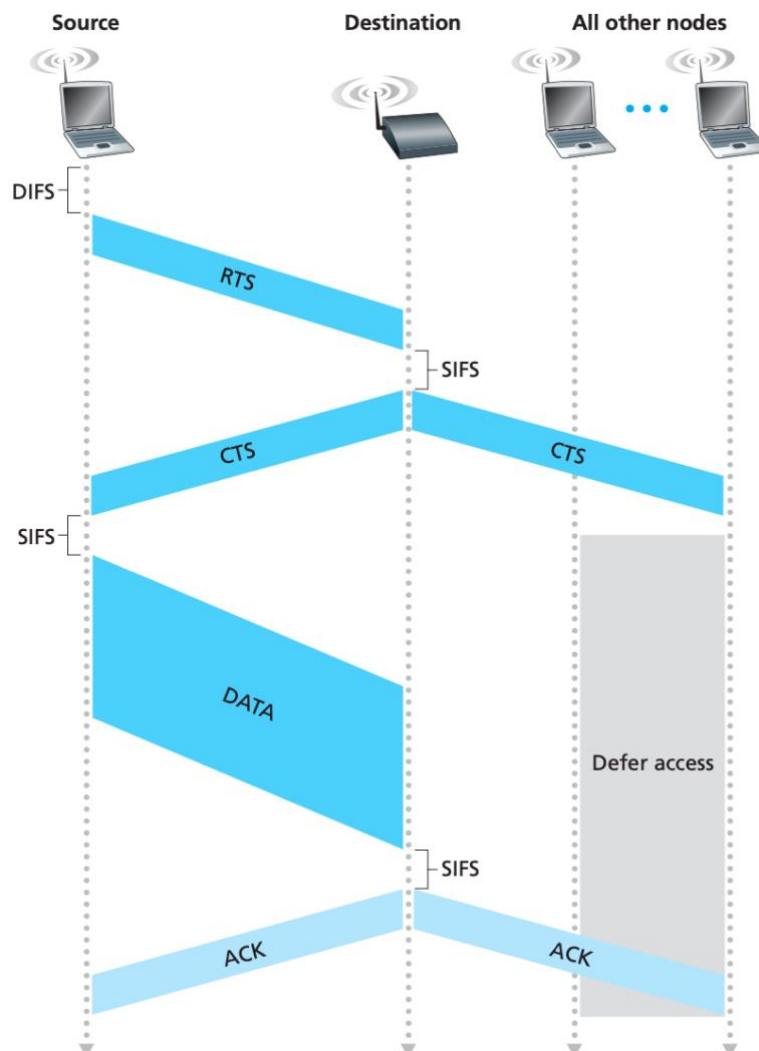 Source
Destination
All other nodes
DIFS
RTS
SIFS
CTS
CTS
SIFS
DATA
Defer access
SIFS
ACK
ACK